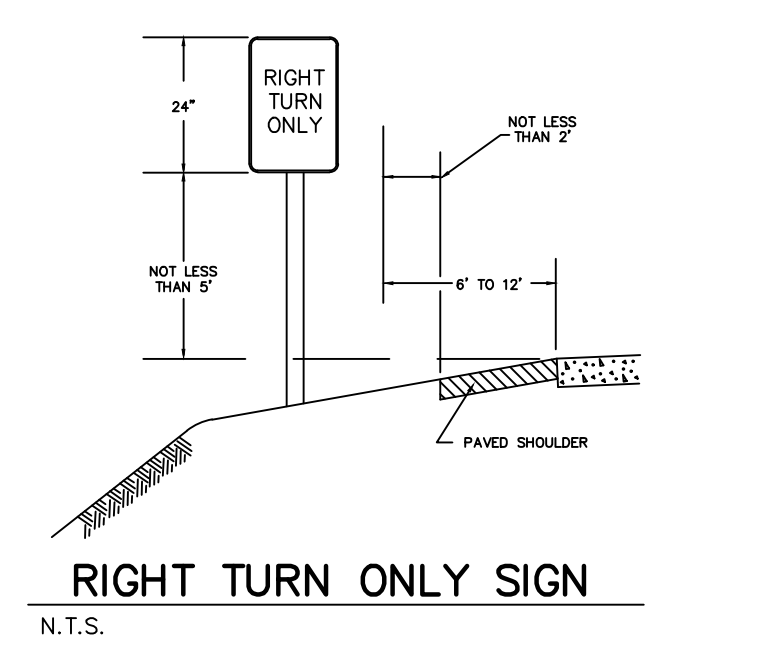 RIGHT
TURN
ONLY
24"
NOT LESS
THAN 2'
NOT LESS
THAN 5'
6' TO 12'
PAVED SHOULDER
RIGHT TURN ONLY SIGN
N.T.S.